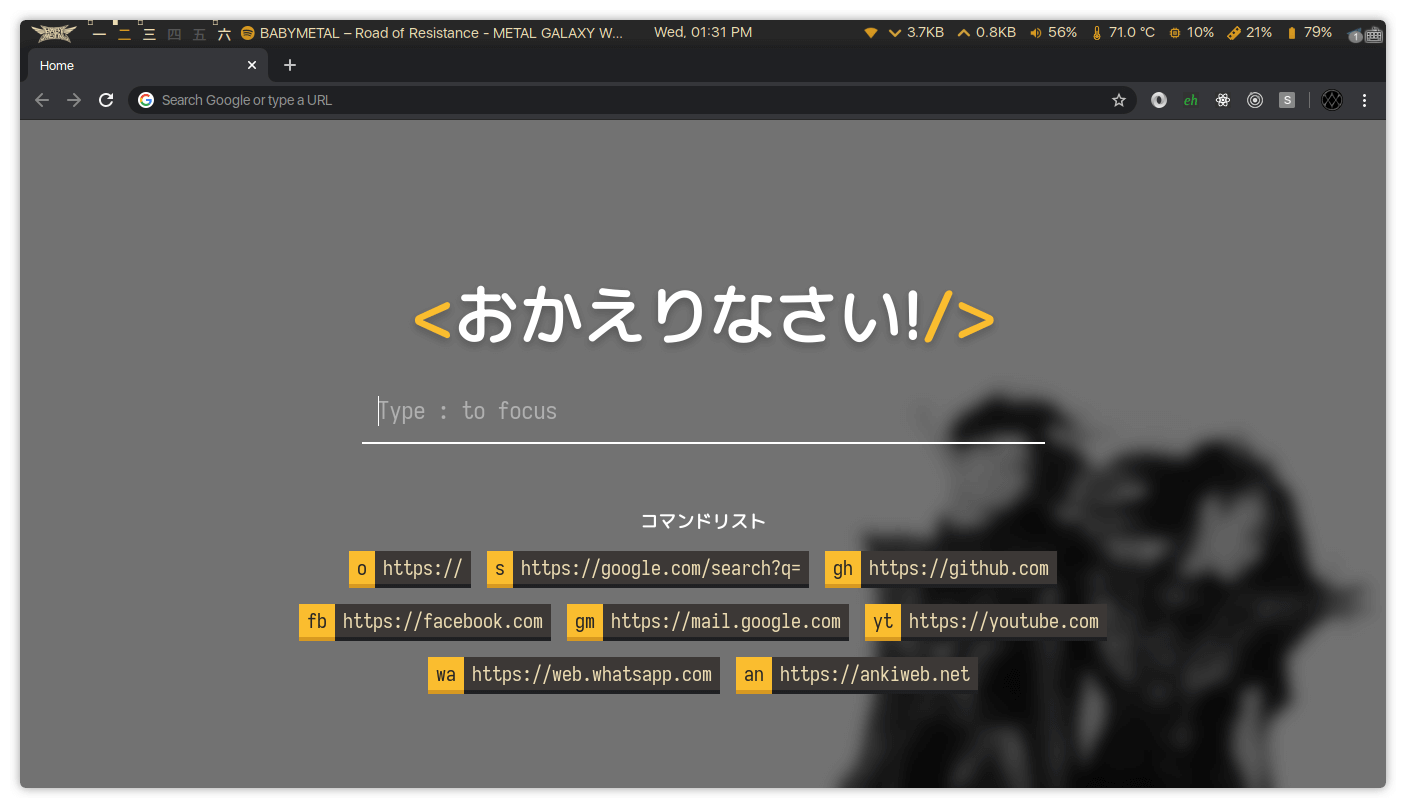 BABY METAL 一 二 三 四 五 六 BABYMETAL – Road of Resistance - METAL GALAXY W... Wed, 01:31 PM 3.7KB 0.8KB 56% 71.0 °C 10% 21% 79% 1
Home
Search Google or type a URL eh S
<おかえりなさい!/>
Type : to focus
コマンドリスト
o https:// s https://google.com/search?q= gh https://github.com
fb https://facebook.com gm https://mail.google.com yt https://youtube.com
wa https://web.whatsapp.com an https://ankiweb.net